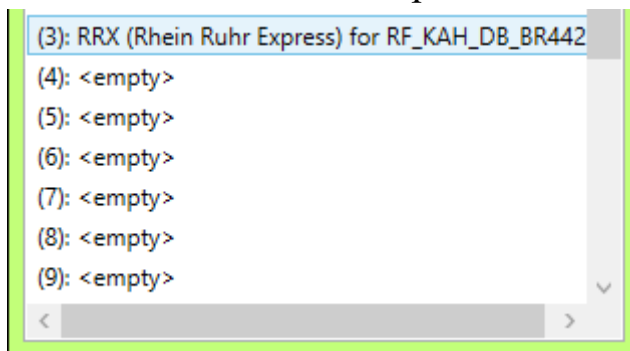 (3): RRX (Rhein Ruhr Express) for RF_KAH_DB_BR442
(4): <empty>
(5): <empty>
(6): <empty>
(7): <empty>
(8): <empty>
(9): <empty>